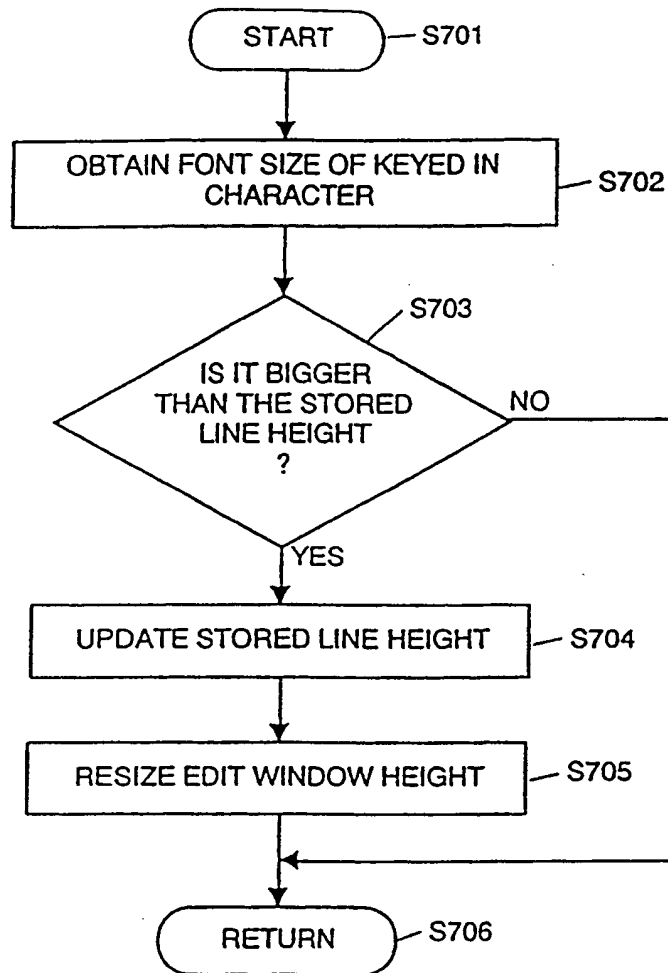 START
S701
OBTAIN FONT SIZE OF KEYED IN
CHARACTER
S702
S703
IS IT BIGGER
THAN THE STORED
LINE HEIGHT
?
NO
YES
UPDATE STORED LINE HEIGHT
S704
RESIZE EDIT WINDOW HEIGHT
S705
RETURN
S706